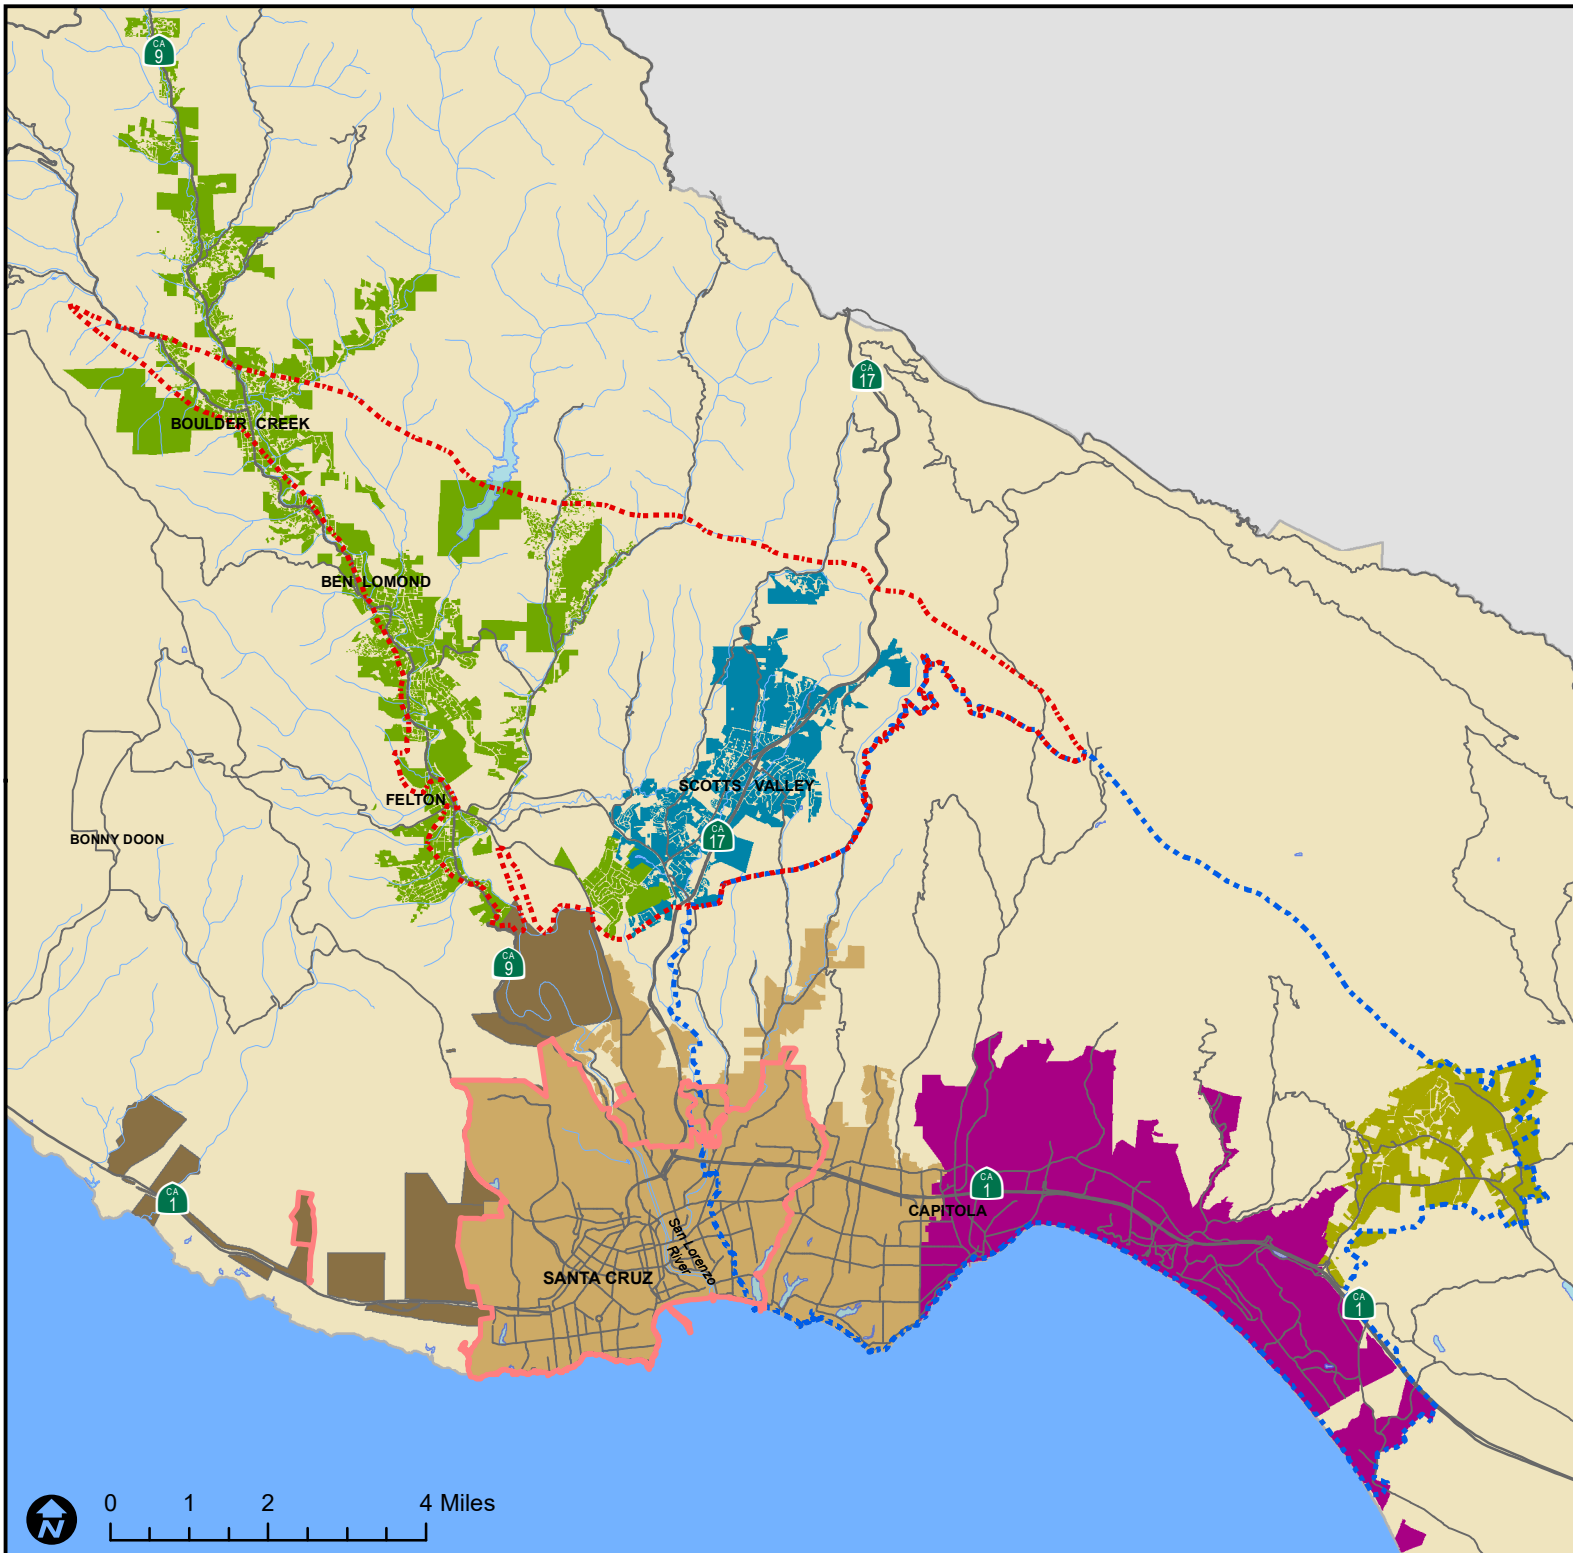 CA
9
CA
17
BOULDER CREEK
BEN LOMOND
SCOTTS VALLEY
FELTON
CA
17
BONNY DOON
CA
9
CA
1
CA
1
CAPITOLA
San Lorenzo
River
SANTA CRUZ
CA
1
0 1 2 4 Miles
N